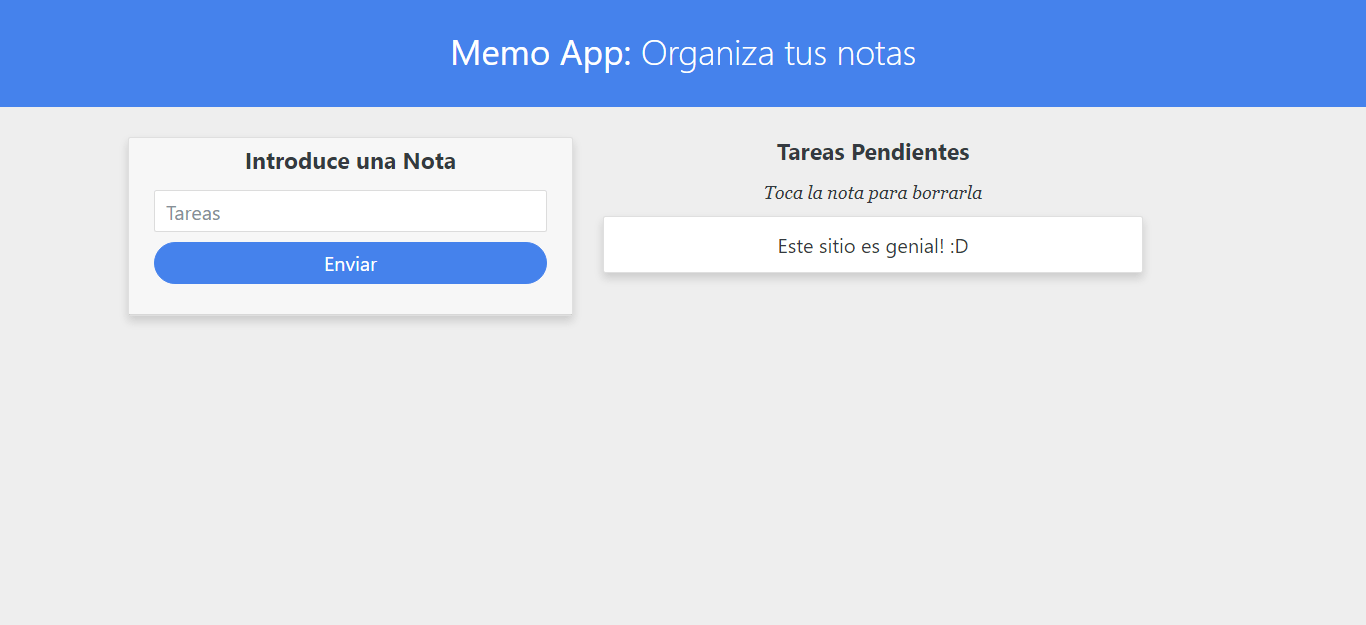 Memo App: Organiza tus notas
Introduce una Nota
Tareas
Enviar
Tareas Pendientes
Toca la nota para borrarla
Este sitio es genial! :D